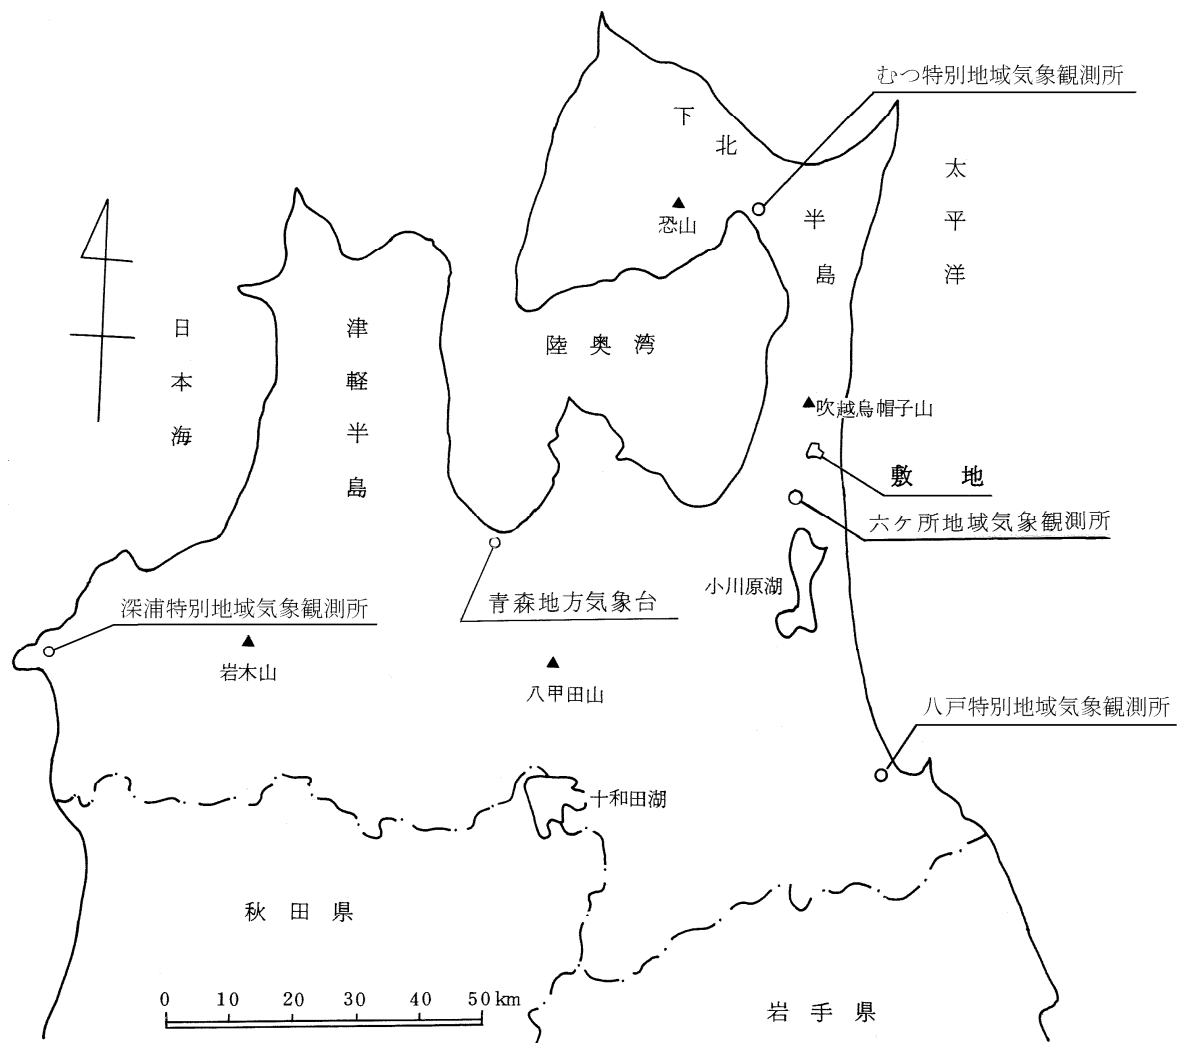 むつ特別地域気象観測所
下北半島
太平洋
恐山
日本海
津軽半島
陸奥湾
吹越烏帽子山
敷地
六ケ所地域気象観測所
小川原湖
青森地方気象台
深浦特別地域気象観測所
岩木山
八甲田山
八戸特別地域気象観測所
十和田湖
秋田県
0 10 20 30 40 50km
岩手県